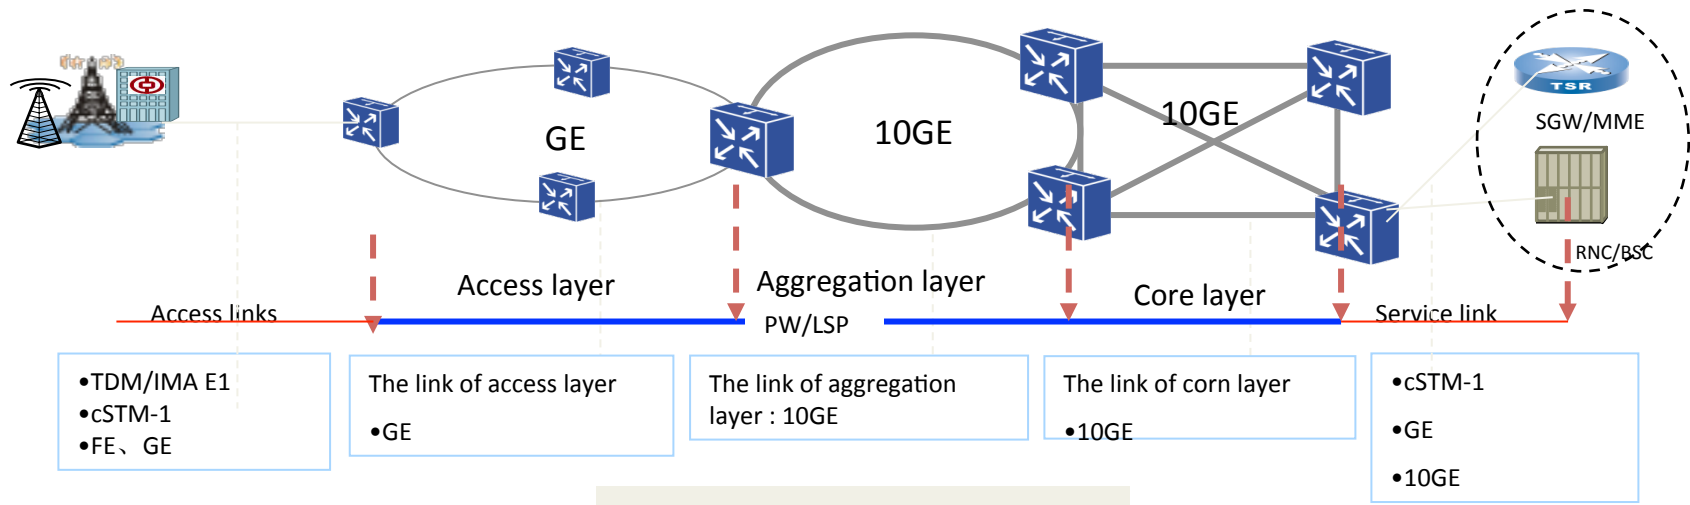 GE
10GE
10GE
TSR
SGW/MME
RNC/BSC
Access layer
Aggregation layer
Core layer
Access links
PW/LSP
Service link
•TDM/IMA E1
•cSTM-1
•FE、GE
The link of access layer
•GE
The link of aggregation
layer : 10GE
The link of corn layer
•10GE
•cSTM-1
•GE
•10GE